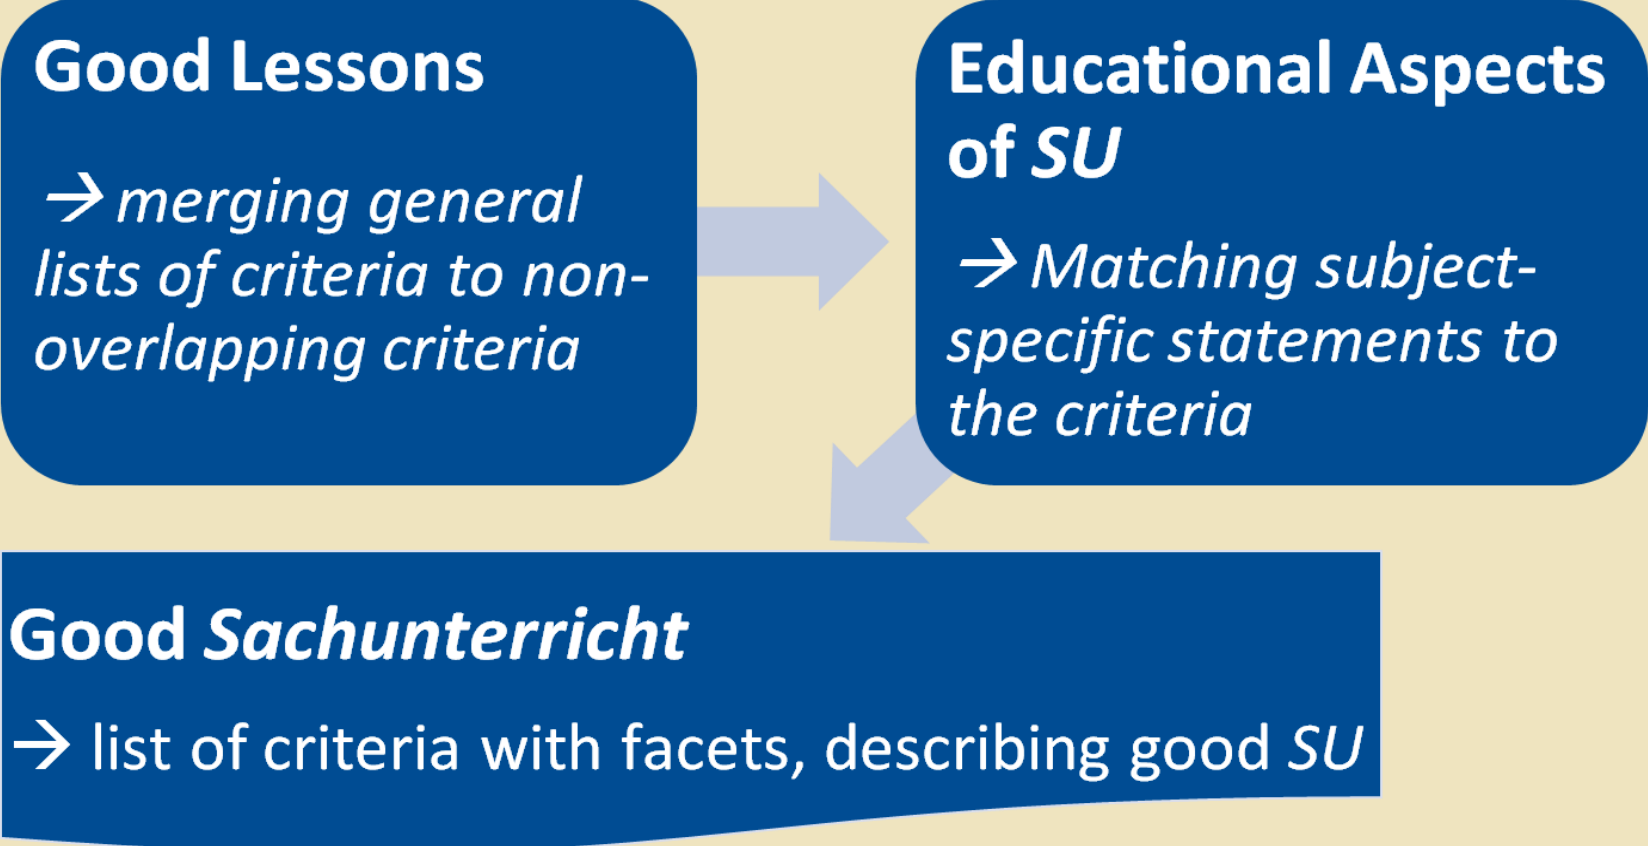 Good Lessons
→ merging general
lists of criteria to non-
overlapping criteria
Educational Aspects
of SU
→ Matching subject-
specific statements to
the criteria
Good Sachunterricht
→ list of criteria with facets, describing good SU